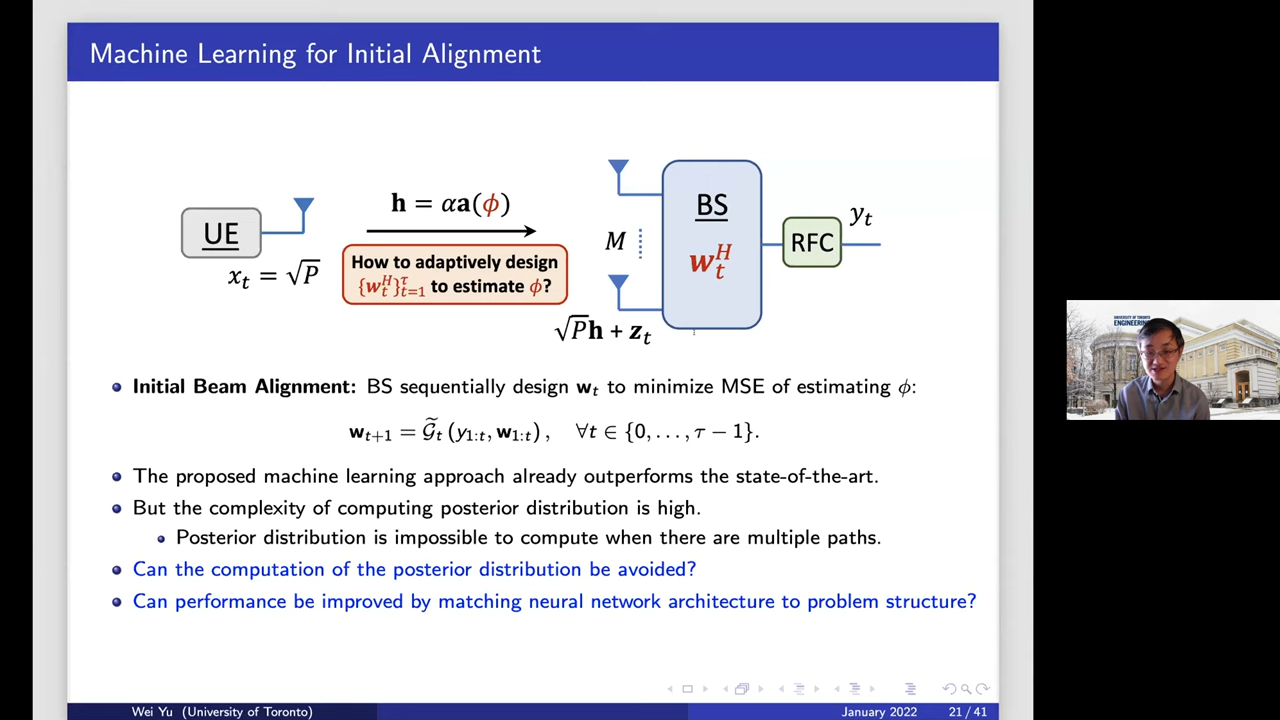 Machine Learning for Initial Alignment
UE
x_t = √P
h = αa(ϕ)
How to adaptively design
{w_t^H}_{t=1}^τ to estimate ϕ?
M
BS
w_t^H
√Ph + z_t
RFC
y_t
Initial Beam Alignment: BS sequentially design w_t to minimize MSE of estimating ϕ:
w_{t+1} = G̃_t (y_{1:t}, w_{1:t}), ∀t ∈ {0, . . . , τ − 1}.
The proposed machine learning approach already outperforms the state-of-the-art.
But the complexity of computing posterior distribution is high.
Posterior distribution is impossible to compute when there are multiple paths.
Can the computation of the posterior distribution be avoided?
Can performance be improved by matching neural network architecture to problem structure?
Wei Yu (University of Toronto)
January 2022
21 / 41
UNIVERSITY OF TORONTO
ENGINEERING